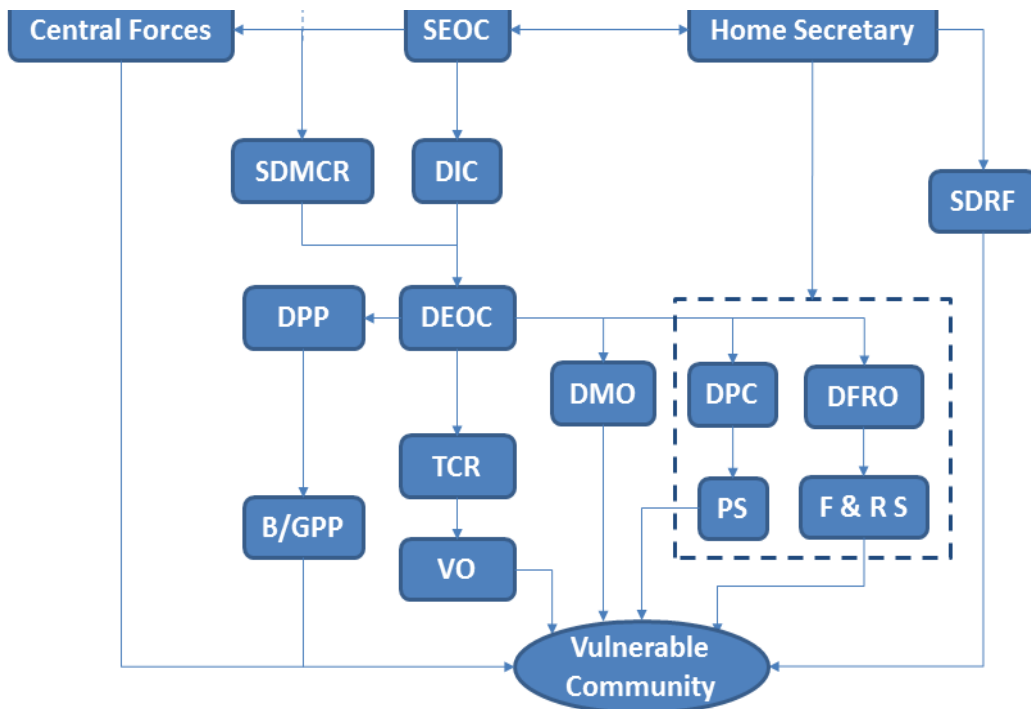 Central Forces
SEOC
Home Secretary
SDMCR
DIC
SDRF
DPP
DEOC
DMO
DPC
DFRO
TCR
B/GPP
PS
F & R S
VO
Vulnerable
Community